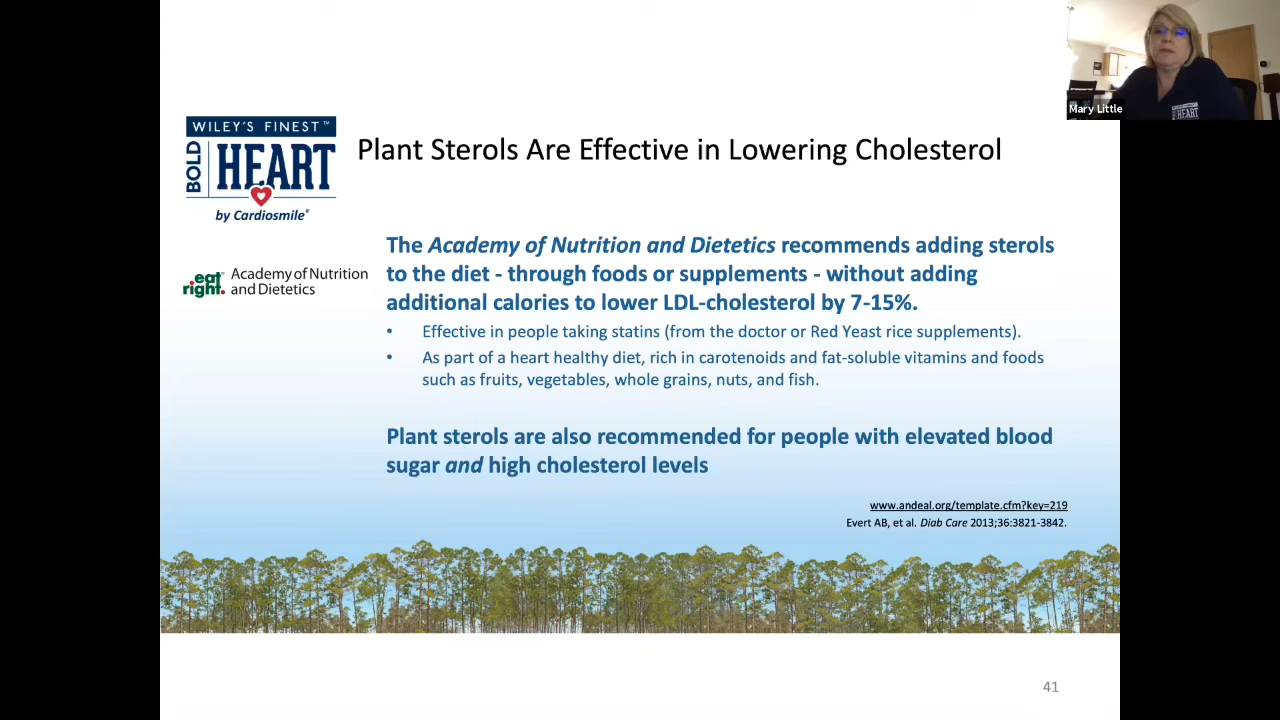 Mary Little
WILEY'S FINEST™
BOLD
HEART
by Cardiosmile®
Plant Sterols Are Effective in Lowering Cholesterol
eat
right.
Academy of Nutrition
and Dietetics
The Academy of Nutrition and Dietetics recommends adding sterols
to the diet - through foods or supplements - without adding
additional calories to lower LDL-cholesterol by 7-15%.
• Effective in people taking statins (from the doctor or Red Yeast rice supplements).
• As part of a heart healthy diet, rich in carotenoids and fat-soluble vitamins and foods
such as fruits, vegetables, whole grains, nuts, and fish.
Plant sterols are also recommended for people with elevated blood
sugar and high cholesterol levels
www.andeal.org/template.cfm?key=219
Evert AB, et al. Diab Care 2013;36:3821-3842.
41